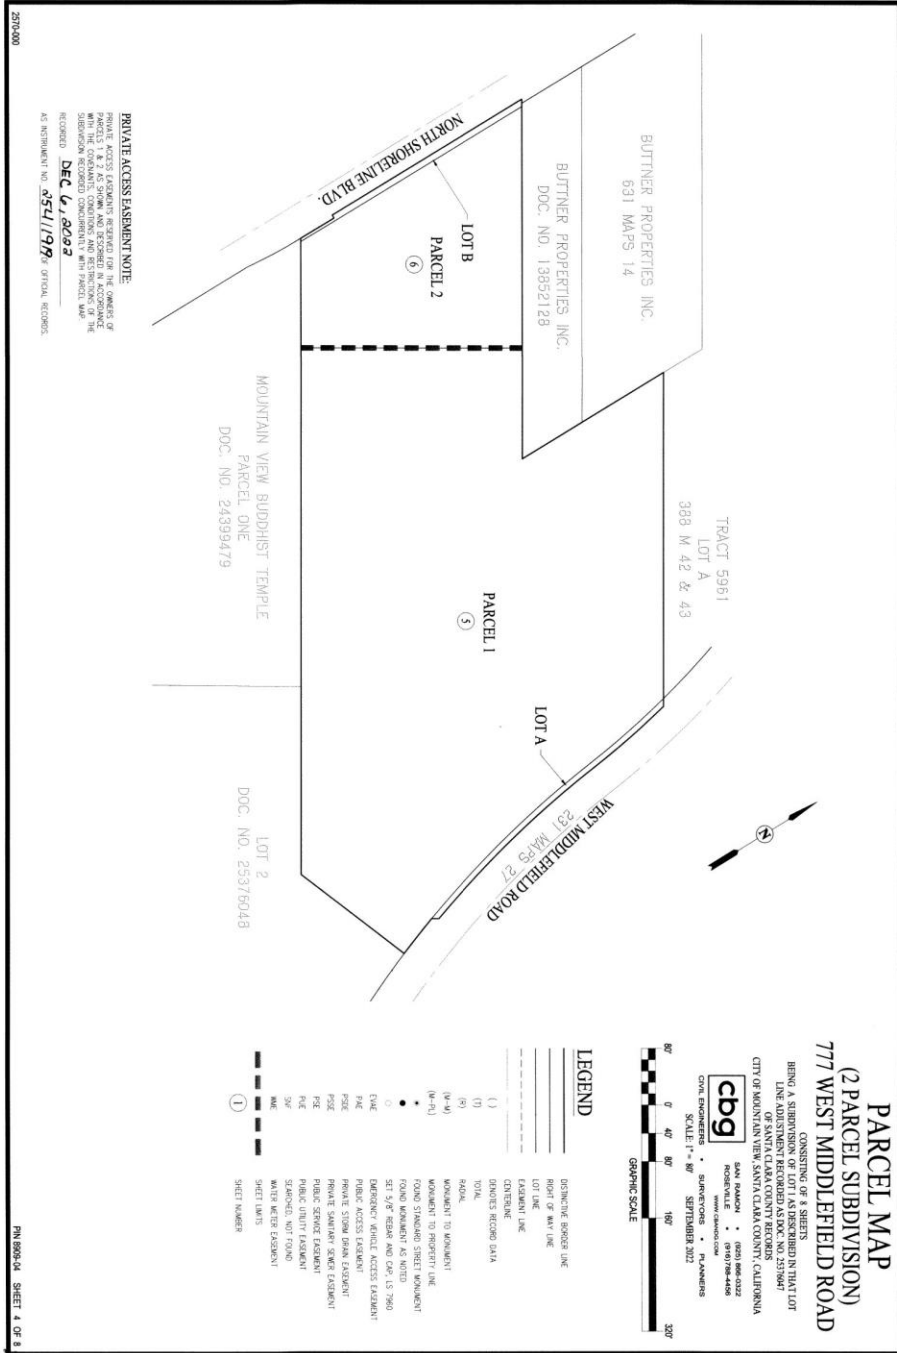 PARCEL MAP
(2 PARCEL SUBDIVISION)
777 WEST MIDDLEFIELD ROAD
CONSISTING OF 8 SHEETS
BEING A SUBDIVISION OF LOT 1 AS DESCRIBED IN THAT LOT
LINE ADJUSTMENT RECORDED AS DOC. NO. 25376047
OF SANTA CLARA COUNTY RECORDS
CITY OF MOUNTAIN VIEW, SANTA CLARA COUNTY, CALIFORNIA
cbg
SAN RAMON • (925) 866-0322
ROSEVILLE • (916) 788-4456
WWW.CBANDG.COM
CIVIL ENGINEERS • SURVEYORS • PLANNERS
SCALE: 1" = 80' SEPTEMBER 2022
80' 0' 40' 80' 160' 320'
GRAPHIC SCALE
LEGEND
DISTINCTIVE BORDER LINE
RIGHT OF WAY LINE
LOT LINE
EASEMENT LINE
CENTERLINE
( ) DENOTES RECORD DATA
(T) TOTAL
(R) RADIAL
(M-M) MONUMENT TO MONUMENT
(M-PL) MONUMENT TO PROPERTY LINE
FOUND STANDARD STREET MONUMENT
FOUND MONUMENT AS NOTED
SET 5/8" REBAR AND CAP, LS 7960
EVAE EMERGENCY VEHICLE ACCESS EASEMENT
PAE PUBLIC ACCESS EASEMENT
PSDE PRIVATE STORM DRAIN EASEMENT
PSSE PRIVATE SANITARY SEWER EASEMENT
PSE PUBLIC SERVICE EASEMENT
PUE PUBLIC UTILITY EASEMENT
SNF SEARCHED, NOT FOUND
WME WATER METER EASEMENT
SHEET LIMITS
1 SHEET NUMBER
N
TRACT 5961
LOT A
388 M 42 & 43
BUTTNER PROPERTIES INC.
631 MAPS 14
BUTTNER PROPERTIES INC.
DOC. NO. 13852128
NORTH SHORELINE BLVD.
LOT B
PARCEL 2
6
PARCEL 1
5
LOT A
WEST MIDDLEFIELD ROAD
231 MAPS 27
MOUNTAIN VIEW BUDDHIST TEMPLE
PARCEL ONE
DOC. NO. 24399479
LOT 2
DOC. NO. 25376048
PRIVATE ACCESS EASEMENT NOTE:
PRIVATE ACCESS EASEMENTS RESERVED FOR THE OWNERS OF
PARCELS 1 & 2 AS SHOWN AND DESCRIBED IN ACCORDANCE
WITH THE COVENANTS, CONDITIONS AND RESTRICTIONS OF THE
SUBDIVISION RECORDED CONCURRENTLY WITH PARCEL MAP
RECORDED DEC 6, 2022
AS INSTRUMENT NO. 25411979 OF OFFICIAL RECORDS.
2570-000
PIN 8909-04 SHEET 4 OF 8